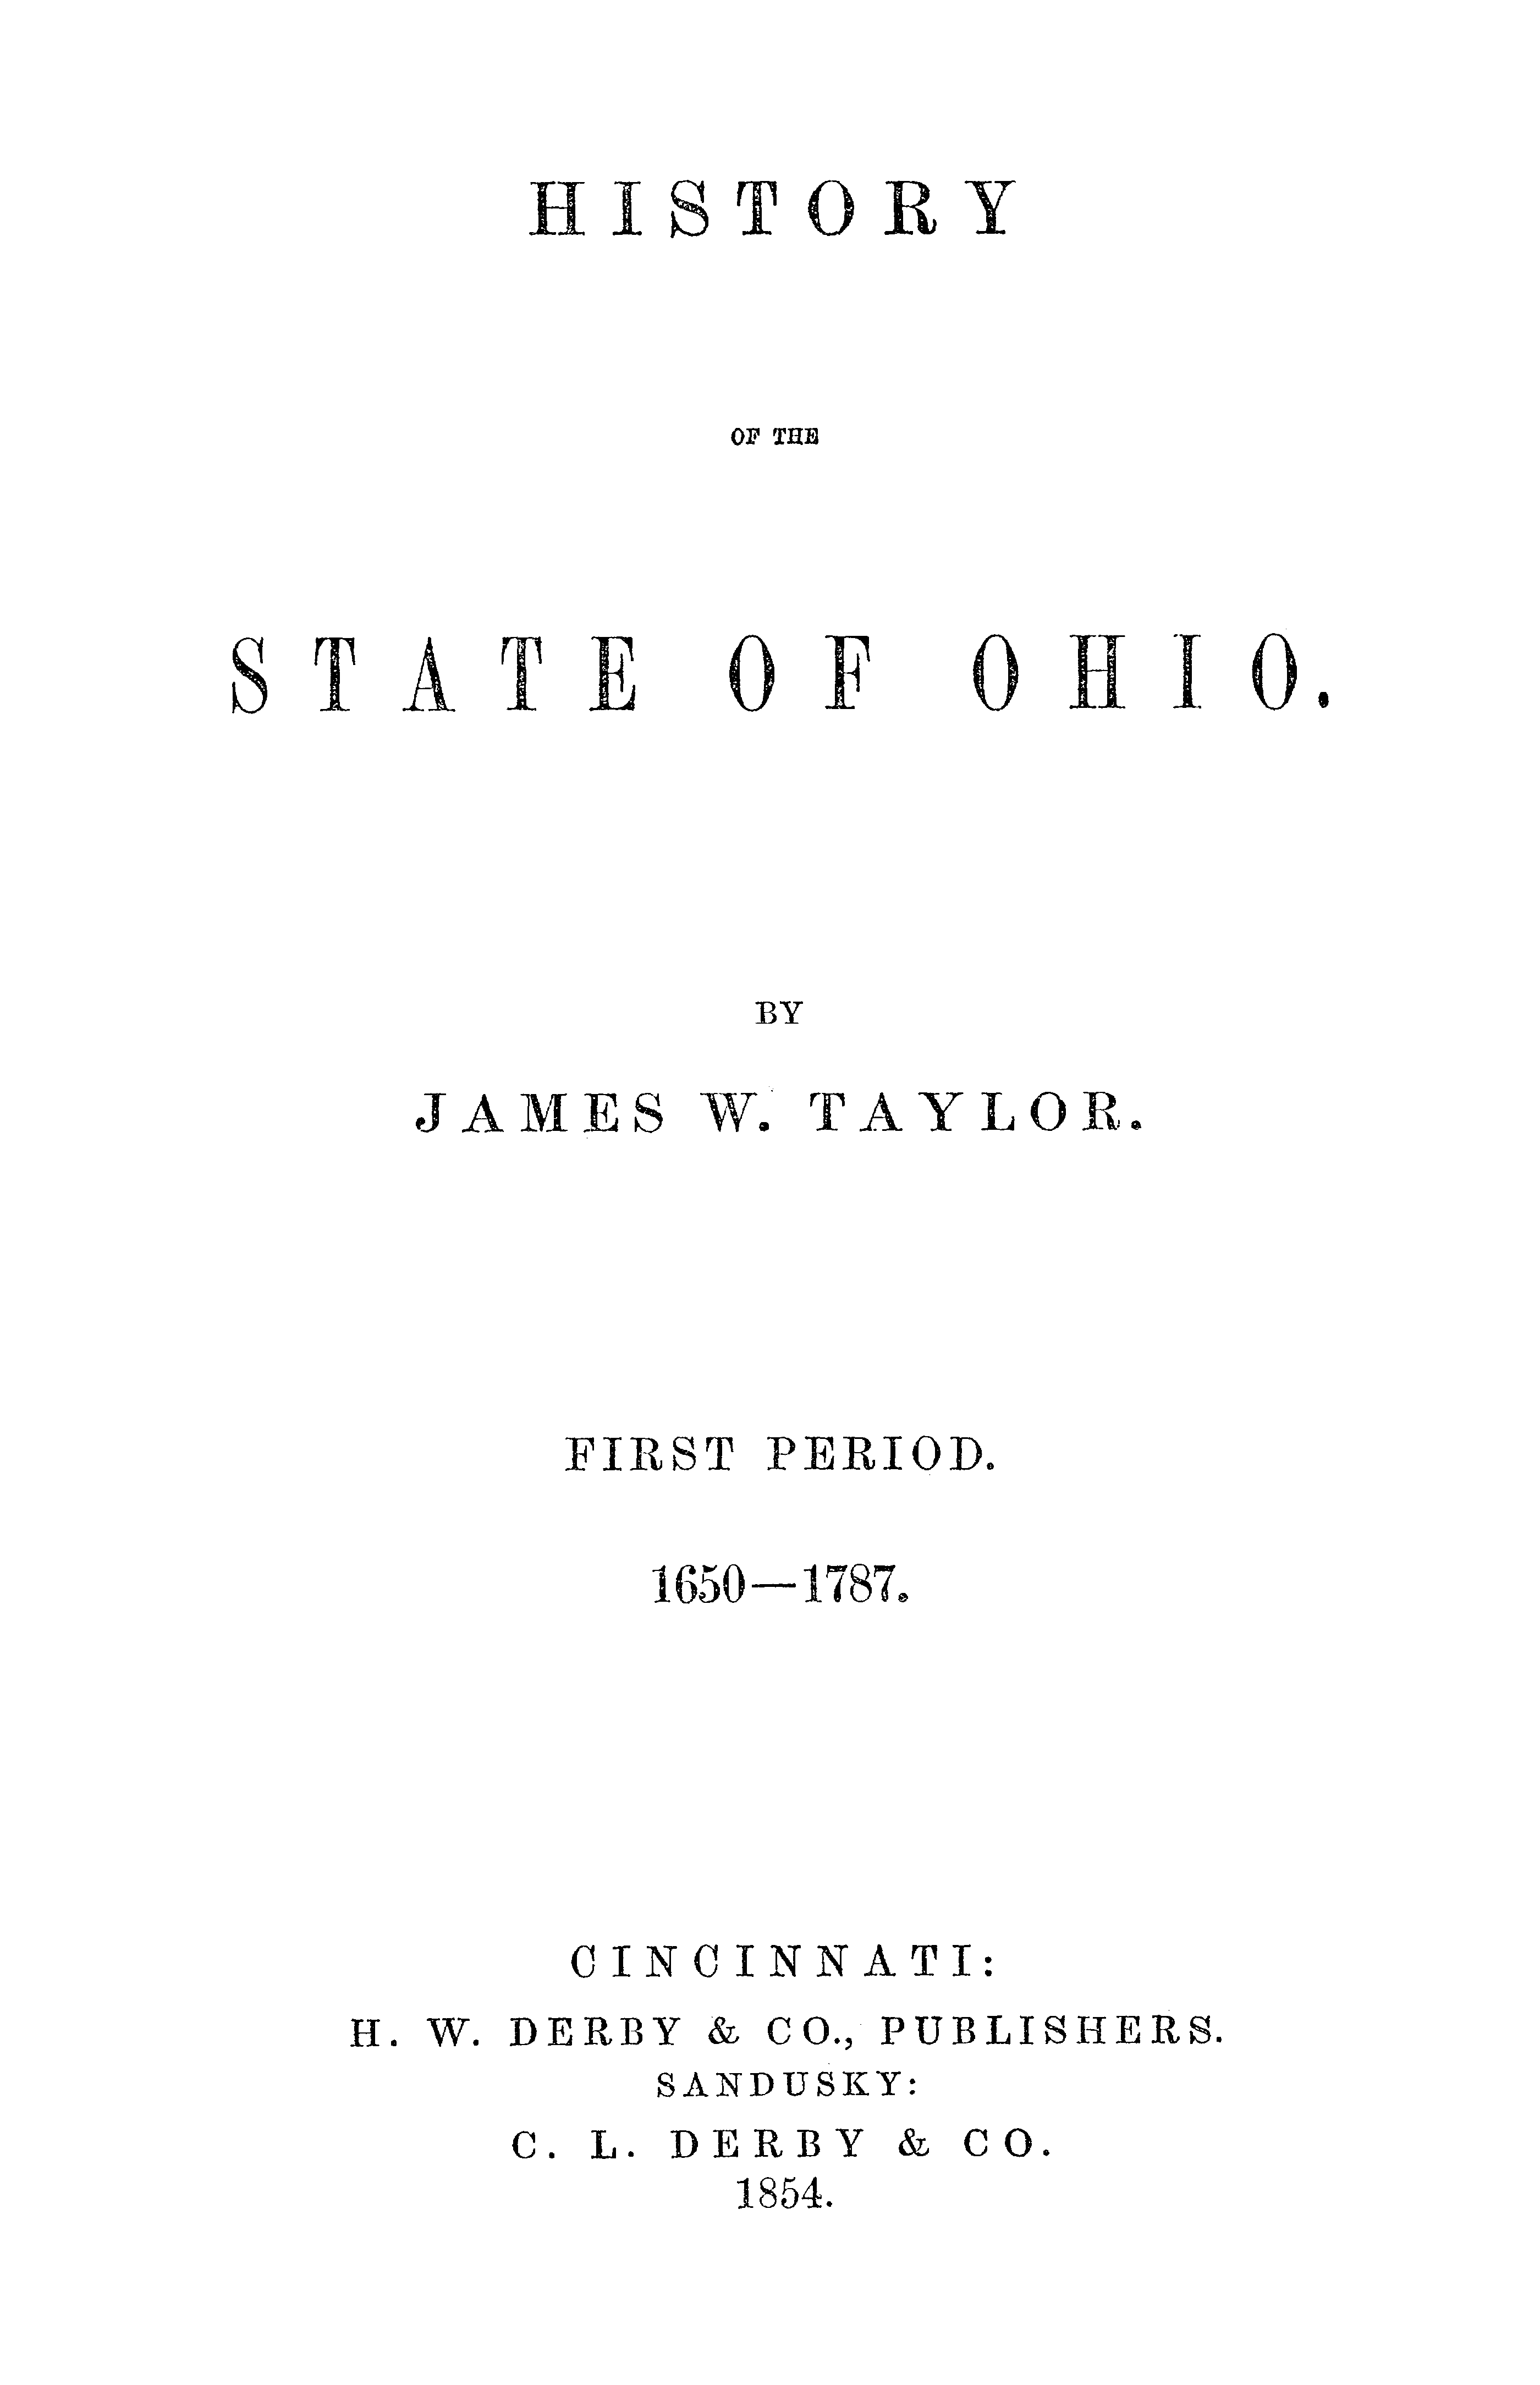 HISTORY
OF THE
STATE OF OHIO.
BY
JAMES W. TAYLOR.
FIRST PERIOD.
1650—1787.
CINCINNATI:
H. W. DERBY & CO., PUBLISHERS.
SANDUSKY:
C. L. DERBY & CO.
1854.